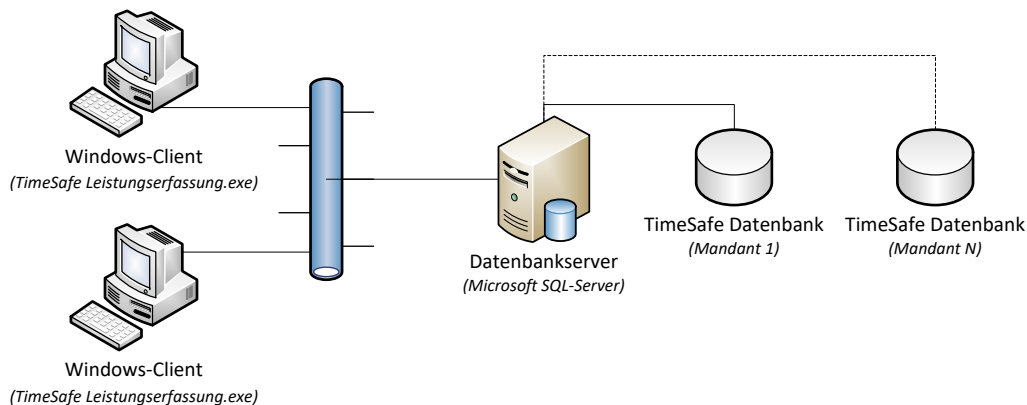 Windows-Client
(TimeSafe Leistungserfassung.exe)
Windows-Client
(TimeSafe Leistungserfassung.exe)
Datenbankserver
(Microsoft SQL-Server)
TimeSafe Datenbank
(Mandant 1)
TimeSafe Datenbank
(Mandant N)